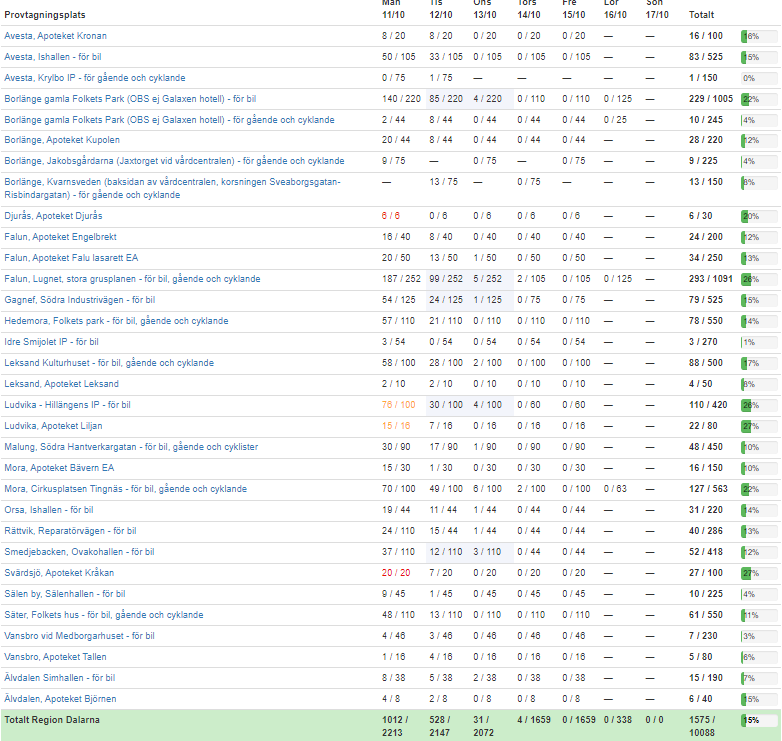 Provtagningsplats Mån 11/10 Tis 12/10 Ons 13/10 Tors 14/10 Fre 15/10 Lör 16/10 Sön 17/10 Totalt
Avesta, Apoteket Kronan 8 / 20 8 / 20 0 / 20 0 / 20 0 / 20 — — 16 / 100 16%
Avesta, Ishallen - för bil 50 / 105 33 / 105 0 / 105 0 / 105 0 / 105 — — 83 / 525 15%
Avesta, Krylbo IP - för gående och cyklande 0 / 75 1 / 75 — — — — — 1 / 150 0%
Borlänge gamla Folkets Park (OBS ej Galaxen hotell) - för bil 140 / 220 85 / 220 4 / 220 0 / 110 0 / 110 0 / 125 — 229 / 1005 22%
Borlänge gamla Folkets Park (OBS ej Galaxen hotell) - för gående och cyklande 2 / 44 8 / 44 0 / 44 0 / 44 0 / 44 0 / 25 — 10 / 245 4%
Borlänge, Apoteket Kupolen 20 / 44 8 / 44 0 / 44 0 / 44 0 / 44 — — 28 / 220 12%
Borlänge, Jakobsgårdarna (Jaxtorget vid vårdcentralen) - för gående och cyklande 9 / 75 — 0 / 75 — 0 / 75 — — 9 / 225 4%
Borlänge, Kvarnsveden (baksidan av vårdcentralen, korsningen Sveaborgsgatan-
Risbindargatan) - för gående och cyklande — 13 / 75 — 0 / 75 — — — 13 / 150 8%
Djurås, Apoteket Djurås 6 / 6 0 / 6 0 / 6 0 / 6 0 / 6 — — 6 / 30 20%
Falun, Apoteket Engelbrekt 16 / 40 8 / 40 0 / 40 0 / 40 0 / 40 — — 24 / 200 12%
Falun, Apoteket Falu lasarett EA 20 / 50 13 / 50 1 / 50 0 / 50 0 / 50 — — 34 / 250 13%
Falun, Lugnet, stora grusplanen - för bil, gående och cyklande 187 / 252 99 / 252 5 / 252 2 / 105 0 / 105 0 / 125 — 293 / 1091 26%
Gagnef, Södra Industrivägen - för bil 54 / 125 24 / 125 1 / 125 0 / 75 0 / 75 — — 79 / 525 15%
Hedemora, Folkets park - för bil, gående och cyklande 57 / 110 21 / 110 0 / 110 0 / 110 0 / 110 — — 78 / 550 14%
Idre Smijolet IP - för bil 3 / 54 0 / 54 0 / 54 0 / 54 0 / 54 — — 3 / 270 1%
Leksand Kulturhuset - för bil, gående och cyklande 58 / 100 28 / 100 2 / 100 0 / 100 0 / 100 — — 88 / 500 17%
Leksand, Apoteket Leksand 2 / 10 2 / 10 0 / 10 0 / 10 0 / 10 — — 4 / 50 8%
Ludvika - Hillängens IP - för bil 76 / 100 30 / 100 4 / 100 0 / 60 0 / 60 — — 110 / 420 26%
Ludvika, Apoteket Liljan 15 / 16 7 / 16 0 / 16 0 / 16 0 / 16 — — 22 / 80 27%
Malung, Södra Hantverkargatan - för bil, gående och cyklister 30 / 90 17 / 90 1 / 90 0 / 90 0 / 90 — — 48 / 450 10%
Mora, Apoteket Bävern EA 15 / 30 1 / 30 0 / 30 0 / 30 0 / 30 — — 16 / 150 10%
Mora, Cirkusplatsen Tingnäs - för bil, gående och cyklande 70 / 100 49 / 100 6 / 100 2 / 100 0 / 100 0 / 63 — 127 / 563 22%
Orsa, Ishallen - för bil 19 / 44 11 / 44 1 / 44 0 / 44 0 / 44 — — 31 / 220 14%
Rättvik, Reparatörvägen - för bil 24 / 110 15 / 44 1 / 44 0 / 44 0 / 44 — — 40 / 286 13%
Smedjebacken, Ovakohallen - för bil 37 / 110 12 / 110 3 / 110 0 / 44 0 / 44 — — 52 / 418 12%
Svärdsjö, Apoteket Kråkan 20 / 20 7 / 20 0 / 20 0 / 20 0 / 20 — — 27 / 100 27%
Sälen by, Sälenhallen - för bil 9 / 45 1 / 45 0 / 45 0 / 45 0 / 45 — — 10 / 225 4%
Säter, Folkets hus - för bil, gående och cyklande 48 / 110 13 / 110 0 / 110 0 / 110 0 / 110 — — 61 / 550 11%
Vansbro vid Medborgarhuset - för bil 4 / 46 3 / 46 0 / 46 0 / 46 0 / 46 — — 7 / 230 3%
Vansbro, Apoteket Tallen 1 / 16 4 / 16 0 / 16 0 / 16 0 / 16 — — 5 / 80 6%
Älvdalen Simhallen - för bil 8 / 38 5 / 38 2 / 38 0 / 38 0 / 38 — — 15 / 190 7%
Älvdalen, Apoteket Björnen 4 / 8 2 / 8 0 / 8 0 / 8 0 / 8 — — 6 / 40 15%
Totalt Region Dalarna 1012 / 2213 528 / 2147 31 / 2072 4 / 1659 0 / 1659 0 / 338 0 / 0 1575 / 10088 15%